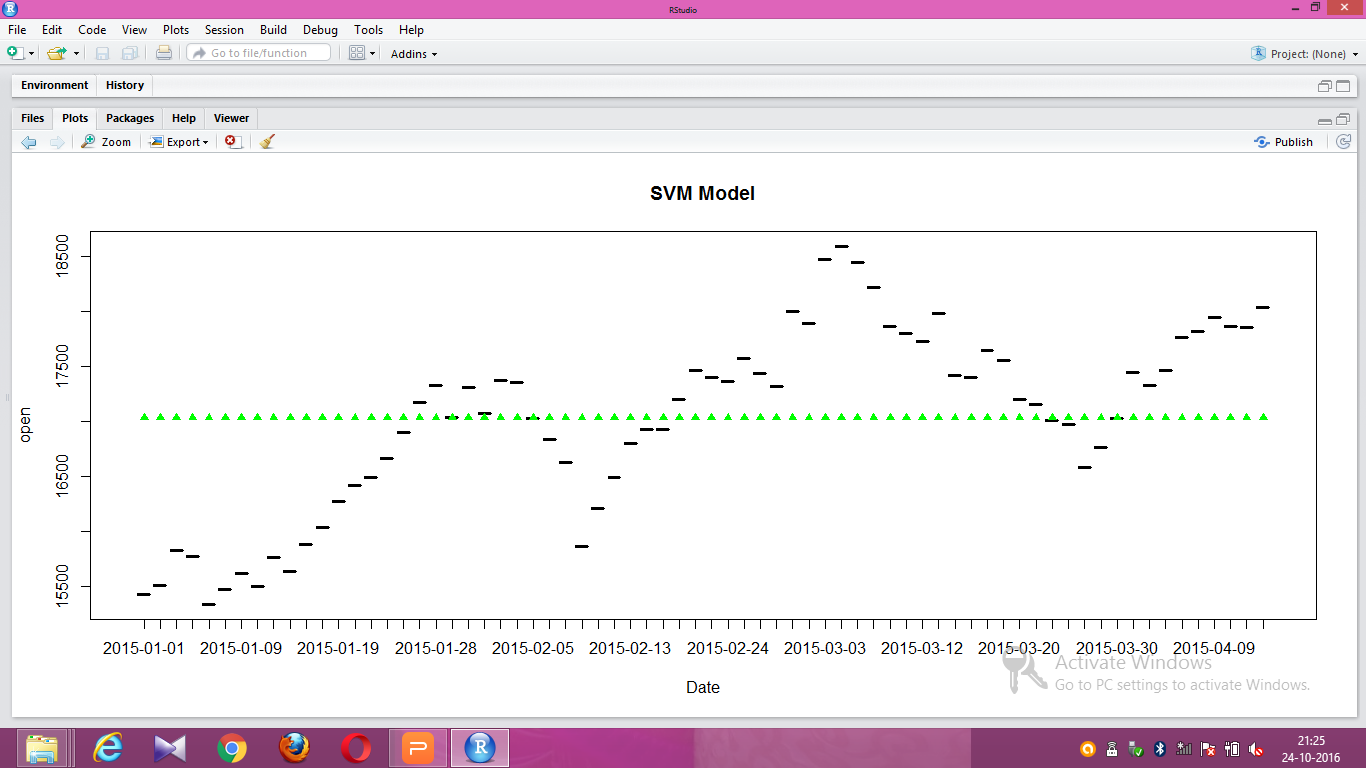 RStudio
File Edit Code View Plots Session Build Debug Tools Help
Go to file/function Addins Project: (None)
Environment History
Files Plots Packages Help Viewer
Zoom Export Publish
SVM Model
18500
17500
16500
15500
open
2015-01-01 2015-01-09 2015-01-19 2015-01-28 2015-02-05 2015-02-13 2015-02-24 2015-03-03 2015-03-12 2015-03-20 2015-03-30 2015-04-09
Date
Activate Windows
Go to PC settings to activate Windows.
21:25
24-10-2016